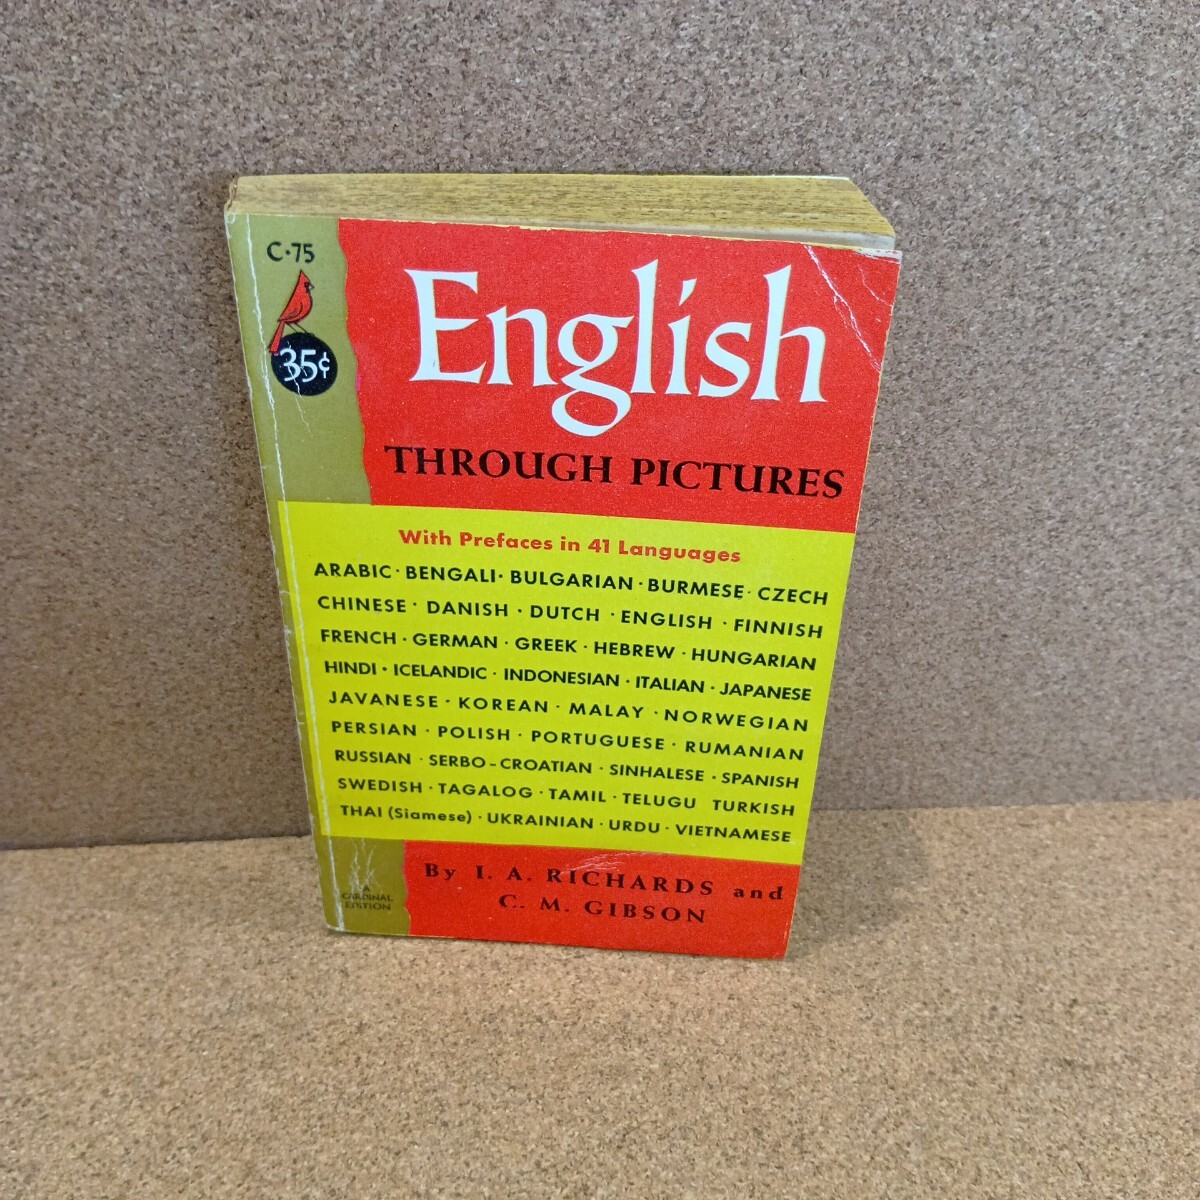 C·75
35¢
English
THROUGH PICTURES
With Prefaces in 41 Languages
ARABIC · BENGALI · BULGARIAN · BURMESE · CZECH
CHINESE · DANISH · DUTCH · ENGLISH · FINNISH
FRENCH · GERMAN · GREEK · HEBREW · HUNGARIAN
HINDI · ICELANDIC · INDONESIAN · ITALIAN · JAPANESE
JAVANESE · KOREAN · MALAY · NORWEGIAN
PERSIAN · POLISH · PORTUGUESE · RUMANIAN
RUSSIAN · SERBO-CROATIAN · SINHALESE · SPANISH
SWEDISH · TAGALOG · TAMIL · TELUGU TURKISH
THAI (Siamese) · UKRAINIAN · URDU · VIETNAMESE
By I. A. RICHARDS and
C. M. GIBSON
A
CARDINAL
EDITION